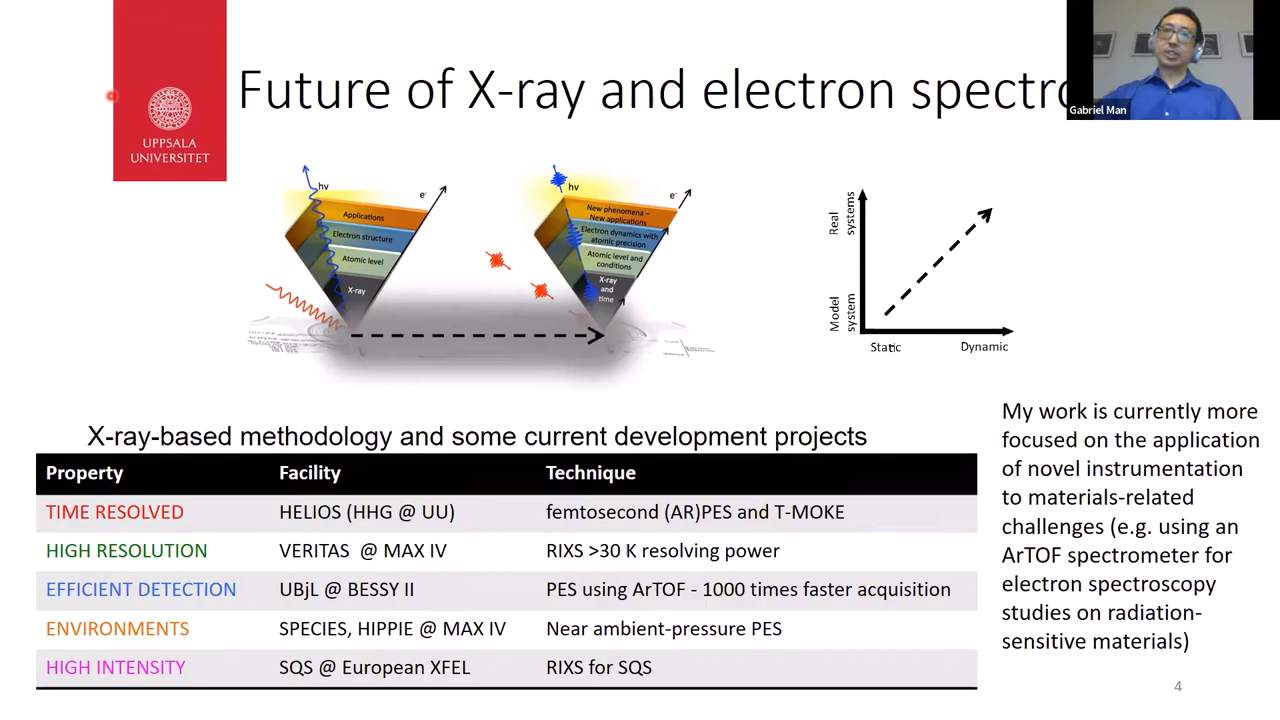 Future of X-ray and electron spectro
Gabriel Man
UPPSALA
UNIVERSITET
hν
e-
Applications
Electron structure
Atomic level
X-ray
hν
e-
New phenomena –
New applications
Electron dynamics with
atomic precision
Atomic level and
conditions
X-ray
and
time
Real
systems
Model
system
Static
Dynamic
X-ray-based methodology and some current development projects
Property Facility Technique
TIME RESOLVED HELIOS (HHG @ UU) femtosecond (AR)PES and T-MOKE
HIGH RESOLUTION VERITAS @ MAX IV RIXS >30 K resolving power
EFFICIENT DETECTION UBjL @ BESSY II PES using ArTOF - 1000 times faster acquisition
ENVIRONMENTS SPECIES, HIPPIE @ MAX IV Near ambient-pressure PES
HIGH INTENSITY SQS @ European XFEL RIXS for SQS
My work is currently more
focused on the application
of novel instrumentation
to materials-related
challenges (e.g. using an
ArTOF spectrometer for
electron spectroscopy
studies on radiation-
sensitive materials)
4